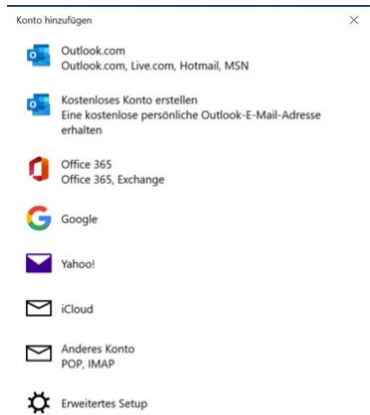 Konto hinzufügen
Outlook.com
Outlook.com, Live.com, Hotmail, MSN
Kostenloses Konto erstellen
Eine kostenlose persönliche Outlook-E-Mail-Adresse
erhalten
Office 365
Office 365, Exchange
Google
Yahoo!
iCloud
Anderes Konto
POP, IMAP
Erweitertes Setup